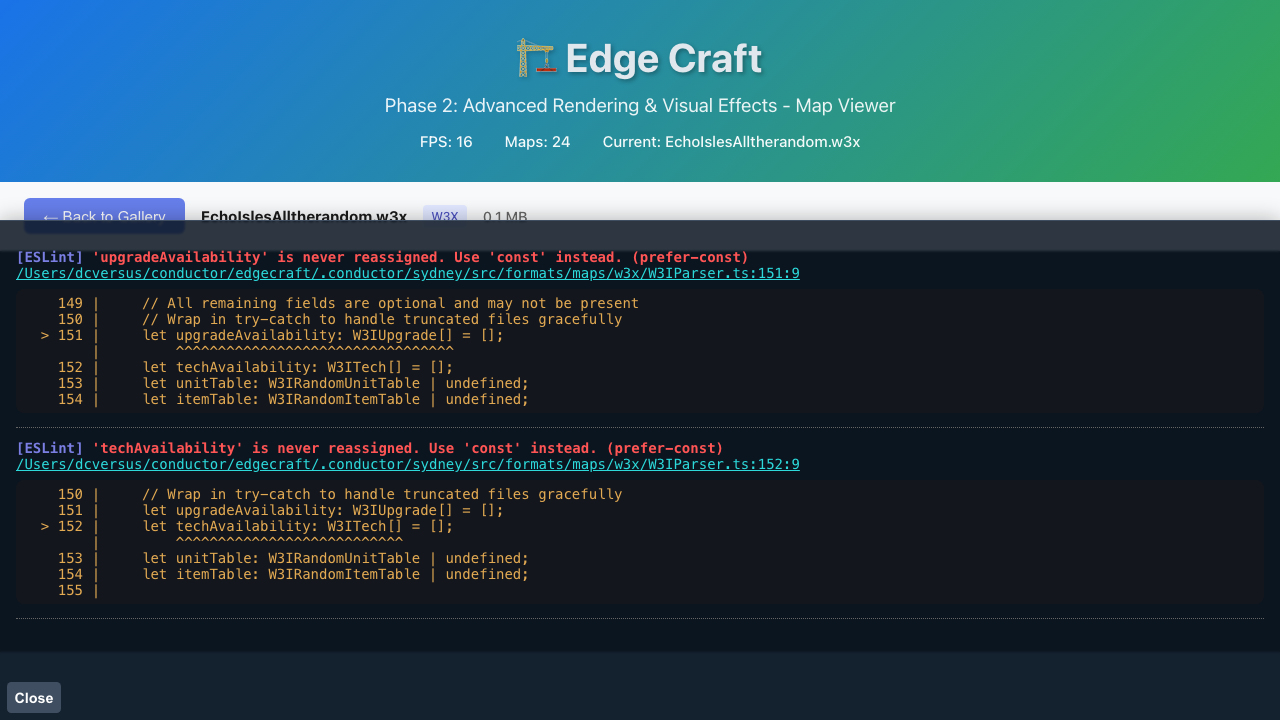 Edge Craft
Phase 2: Advanced Rendering & Visual Effects - Map Viewer
FPS: 16 Maps: 24 Current: EchoIslesAlltherandom.w3x
← Back to Gallery EchoIslesAlltherandom.w3x W3X 0.1 MB
[ESLint] 'upgradeAvailability' is never reassigned. Use 'const' instead. (prefer-const)
/Users/dcversus/conductor/edgecraft/.conductor/sydney/src/formats/maps/w3x/W3IParser.ts:151:9
149 | // All remaining fields are optional and may not be present
150 | // Wrap in try-catch to handle truncated files gracefully
> 151 | let upgradeAvailability: W3IUpgrade[] = [];
| ^^^^^^^^^^^^^^^^^^^^^^^^^^^^^^^^^
152 | let techAvailability: W3ITech[] = [];
153 | let unitTable: W3IRandomUnitTable | undefined;
154 | let itemTable: W3IRandomItemTable | undefined;
[ESLint] 'techAvailability' is never reassigned. Use 'const' instead. (prefer-const)
/Users/dcversus/conductor/edgecraft/.conductor/sydney/src/formats/maps/w3x/W3IParser.ts:152:9
150 | // Wrap in try-catch to handle truncated files gracefully
151 | let upgradeAvailability: W3IUpgrade[] = [];
> 152 | let techAvailability: W3ITech[] = [];
| ^^^^^^^^^^^^^^^^^^^^^^^^^^^
153 | let unitTable: W3IRandomUnitTable | undefined;
154 | let itemTable: W3IRandomItemTable | undefined;
155 |
Close